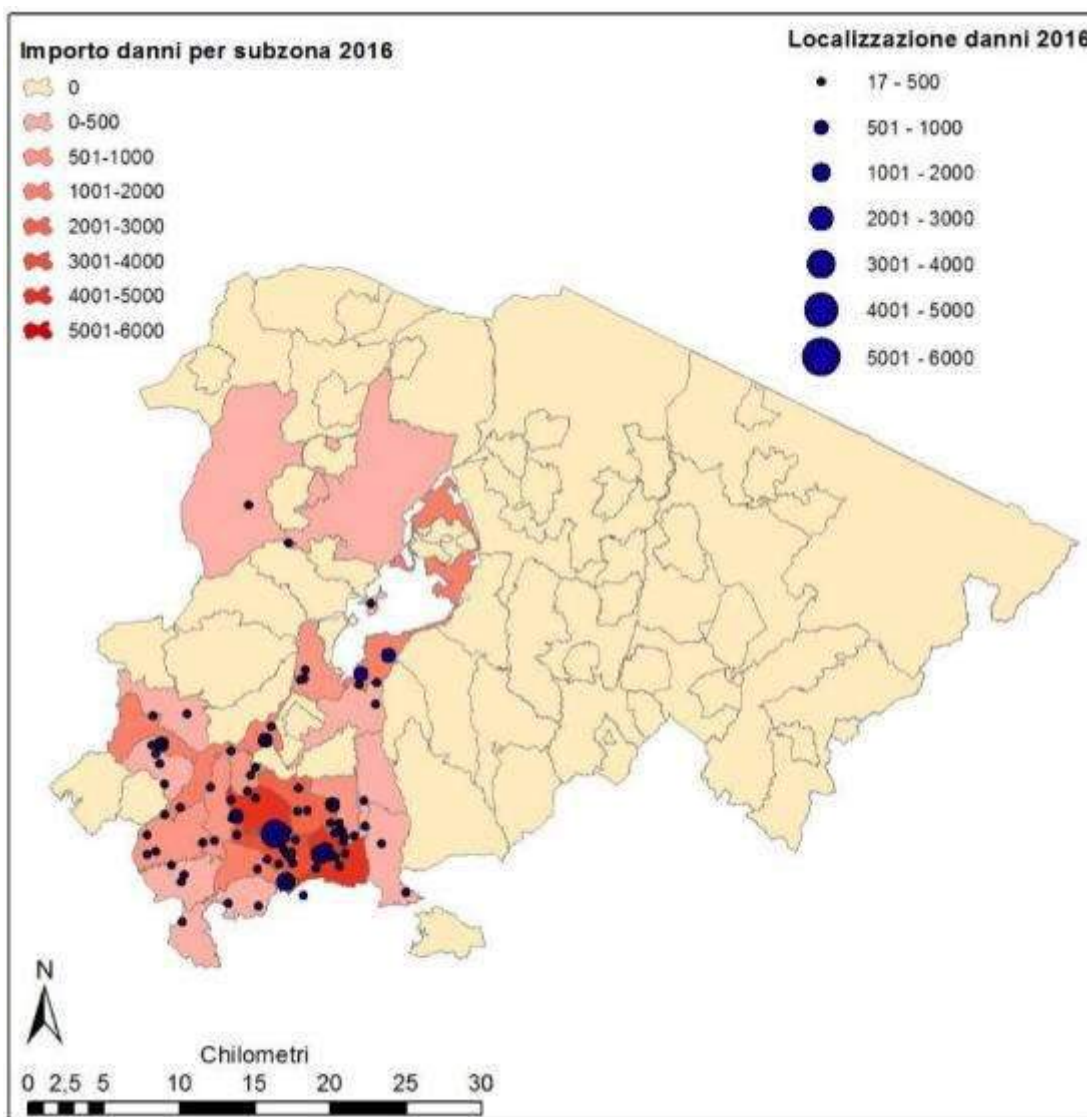 Importo danni per subzona 2016
0
0-500
501-1000
1001-2000
2001-3000
3001-4000
4001-5000
5001-6000
Localizzazione danni 2016
17 - 500
501 - 1000
1001 - 2000
2001 - 3000
3001 - 4000
4001 - 5000
5001 - 6000
N
Chilometri
0 2,5 5 10 15 20 25 30